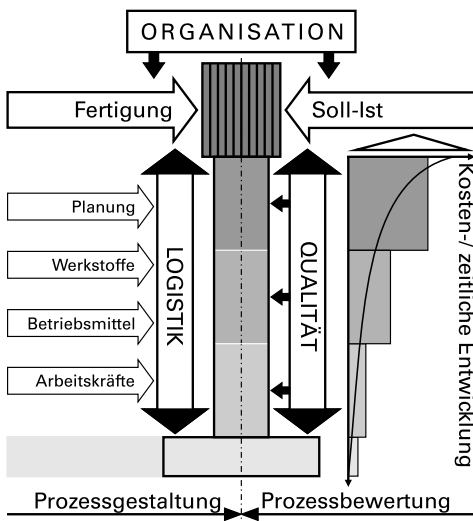 ORGANISATION
Fertigung
Soll-Ist
Planung
Werkstoffe
Betriebsmittel
Arbeitskräfte
LOGISTIK
QUALITÄT
Kosten-/ zeitliche Entwicklung
Prozessgestaltung
Prozessbewertung